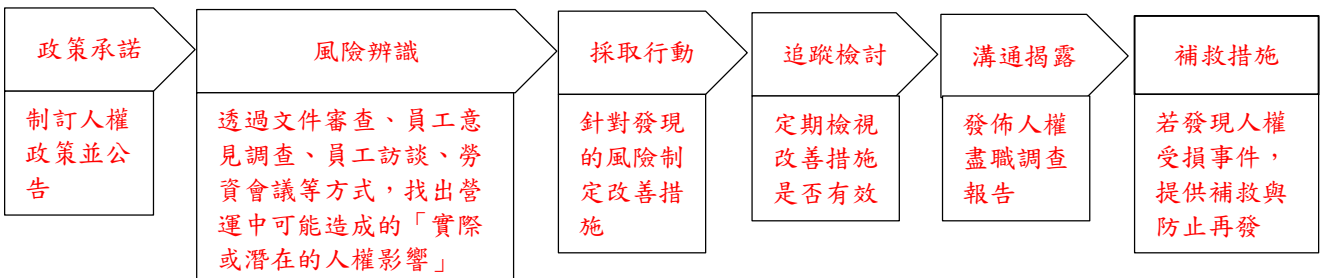 政策承諾
制訂人權
政策並公
告
風險辨識
透過文件審查、員工意
見調查、員工訪談、勞
資會議等方式，找出營
運中可能造成的「實際
或潛在的人權影響」
採取行動
針對發現
的風險制
定改善措
施
追蹤檢討
定期檢視
改善措施
是否有效
溝通揭露
發佈人權
盡職調查
報告
補救措施
若發現人權
受損事件，
提供補救與
防止再發